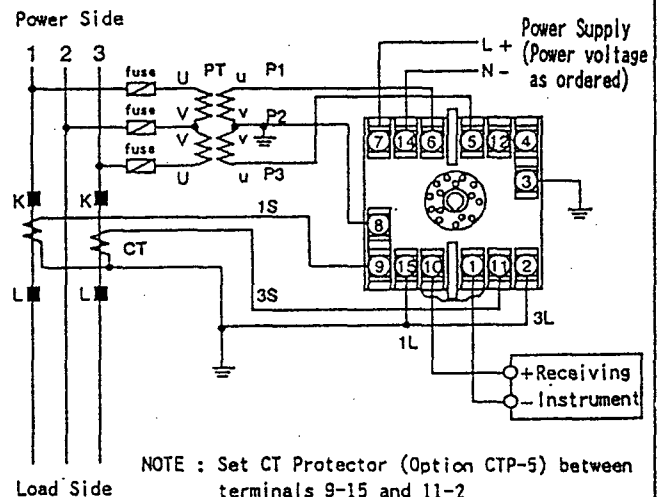 Power Side
1 2 3
fuse
fuse
fuse
U PT u P1
V v P2
V v
U u P3
L +
N -
Power Supply
(Power voltage
as ordered)
7 14 6 5 12 4
3
8
9 15 10 1 11 2
K K
1S
CT
L L
3S
1L
3L
+Receiving
-Instrument
NOTE : Set CT Protector (Option CTP-5) between
terminals 9-15 and 11-2
Load Side